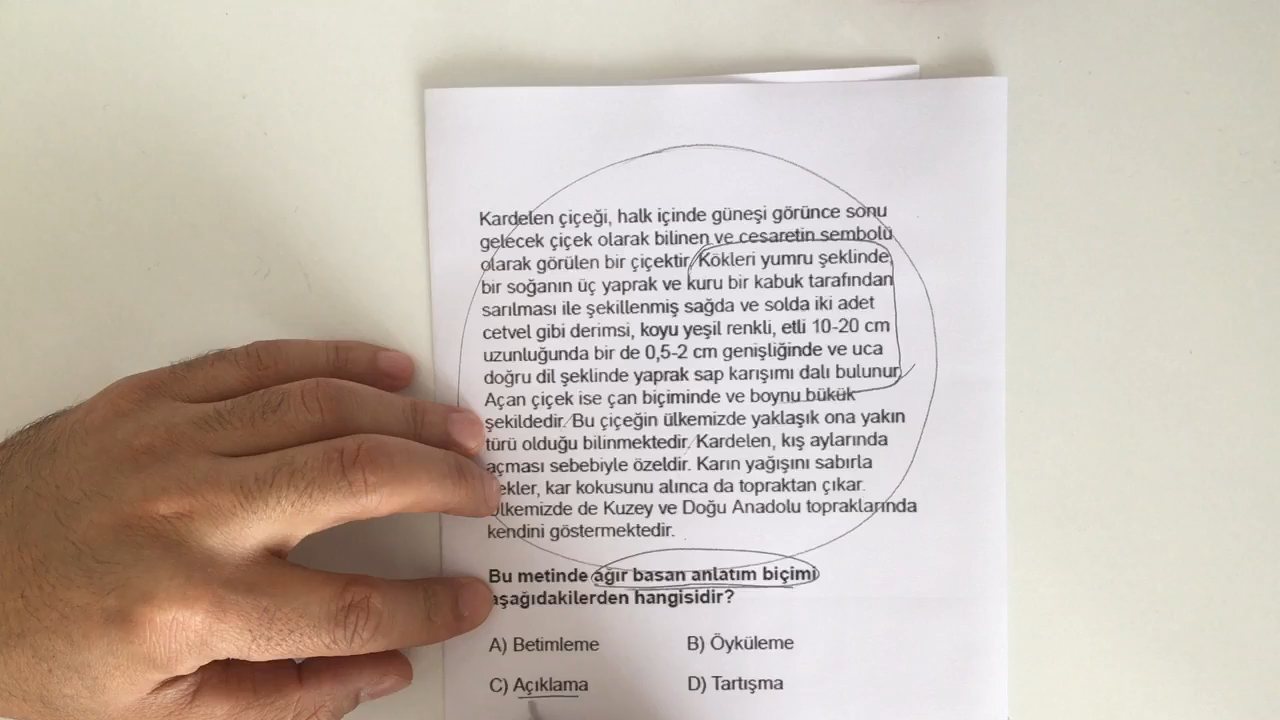 Kardelen çiçeği, halk içinde güneşi görünce sonu
gelecek çiçek olarak bilinen ve cesaretin sembolü
olarak görülen bir çiçektir. Kökleri yumru şeklinde,
bir soğanın üç yaprak ve kuru bir kabuk tarafından
sarılması ile şekillenmiş sağda ve solda iki adet
cetvel gibi derimsi, koyu yeşil renkli, etli 10-20 cm
uzunluğunda bir de 0,5-2 cm genişliğinde ve uca
doğru dil şeklinde yaprak sap karışımı dalı bulunur.
Açan çiçek ise çan biçiminde ve boynu bükük
şekildedir. Bu çiçeğin ülkemizde yaklaşık ona yakın
türü olduğu bilinmektedir. Kardelen, kış aylarında
açması sebebiyle özeldir. Karın yağışını sabırla
bekler, kar kokusunu alınca da topraktan çıkar.
Ülkemizde de Kuzey ve Doğu Anadolu topraklarında
kendini göstermektedir.
Bu metinde ağır basan anlatım biçimi
aşağıdakilerden hangisidir?
A) Betimleme B) Öyküleme
C) Açıklama D) Tartışma